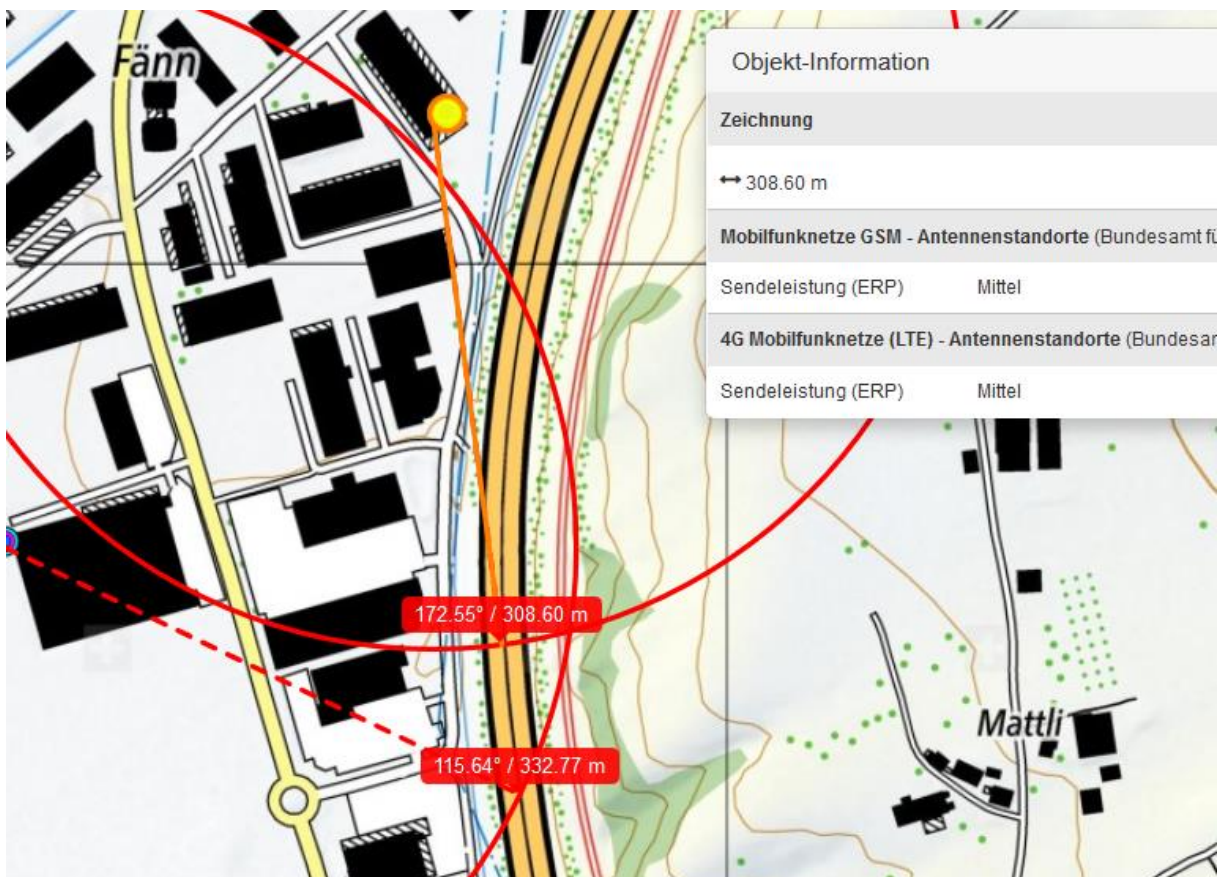 Fänn
Objekt-Information
Zeichnung
↔ 308.60 m
Mobilfunknetze GSM - Antennenstandorte (Bundesamt fü
Sendeleistung (ERP) Mittel
4G Mobilfunknetze (LTE) - Antennenstandorte (Bundesar
Sendeleistung (ERP) Mittel
172.55° / 308.60 m
Mattli
115.64° / 332.77 m